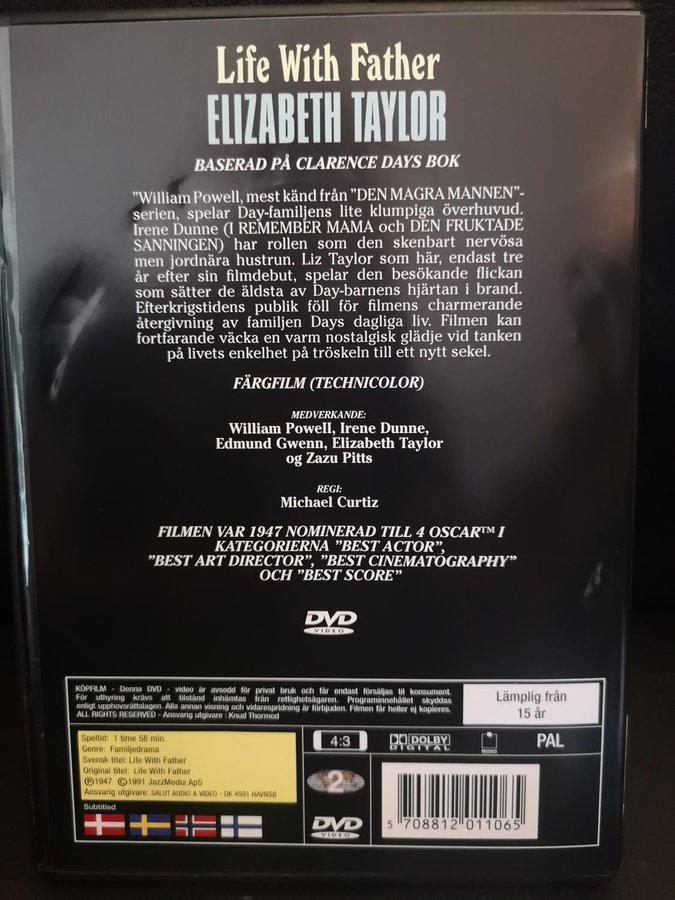 Life With Father
ELIZABETH TAYLOR
BASERAD PÅ CLARENCE DAYS BOK
"William Powell, mest känd från "DEN MAGRA MANNEN"-
serien, spelar Day-familjens lite klumpiga överhuvud.
Irene Dunne (I REMEMBER MAMA och DEN FRUKTADE
SANNINGEN) har rollen som den skenbart nervösa
men jordnära hustrun. Liz Taylor som här, endast tre
år efter sin filmdebut, spelar den besökande flickan
som sätter de äldsta av Day-barnens hjärtan i brand.
Efterkrigstidens publik föll för filmens charmerande
återgivning av familjen Days dagliga liv. Filmen kan
fortfarande väcka en varm nostalgisk glädje vid tanken
på livets enkelhet på tröskeln till ett nytt sekel.
FÄRGFILM (TECHNICOLOR)
MEDVERKANDE:
William Powell, Irene Dunne,
Edmund Gwenn, Elizabeth Taylor
og Zazu Pitts
REGI:
Michael Curtiz
FILMEN VAR 1947 NOMINERAD TILL 4 OSCAR™ I
KATEGORIERNA "BEST ACTOR",
"BEST ART DIRECTOR", "BEST CINEMATOGRAPHY"
OCH "BEST SCORE"
DVD
VIDEO
KÖPFILM - Denna DVD - video är avsedd för privat bruk och får endast försäljas til konsument.
För uthyring krävs att tilstånd inhämtas från rettighetsägaren. Programinnehållet skyddas
enligt upphovsrättslagen. Alla annan visning och vidarespridning är förbjuden. Filmen får heller ej kopieres.
ALL RIGHTS RESERVED - Ansvarig utgivare : Knud Thormod
Lämplig från
15 år
Speltid: 1 time 58 min.
Genre: Familjedrama
Svensk titel: Life With Father
Original titel: Life With Father
Ⓟ1947 ©1991 JazzMedia ApS
Ansvarig utgivare: SALUT AUDIO & VIDEO - DK 4591 HAVNSØ
Subtitled
4:3
DOLBY
DIGITAL
MONO
PAL
2
DVD
VIDEO
5 708812 011065